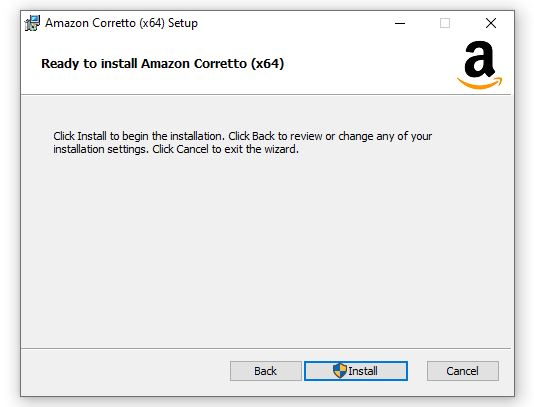 Amazon Corretto (x64) Setup
Ready to install Amazon Corretto (x64)
a
Click Install to begin the installation. Click Back to review or change any of your
installation settings. Click Cancel to exit the wizard.
Back
Install
Cancel